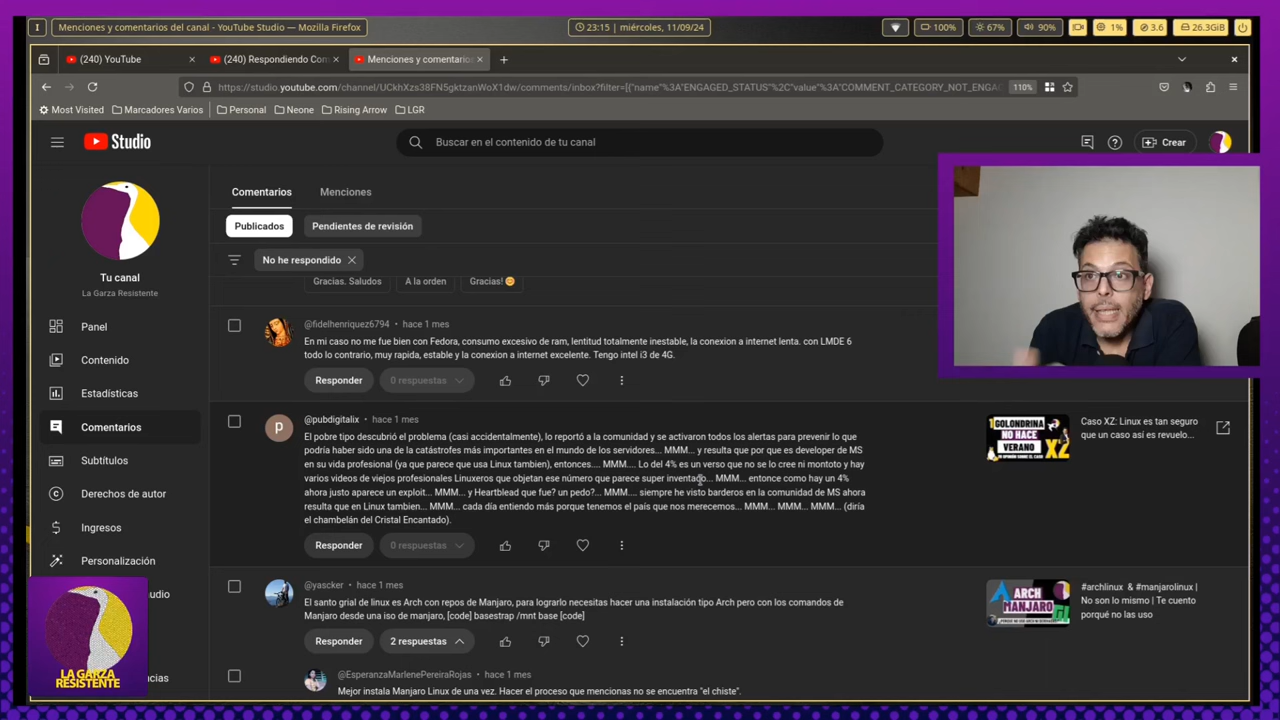 I
Menciones y comentarios del canal - YouTube Studio — Mozilla Firefox
23:15 | miércoles, 11/09/24
100%
67%
90%
1%
3.6
26.3GiB
(240) YouTube
(240) Respondiendo Com
Menciones y comentarios
https://studio.youtube.com/channel/UCkhXzs38FN5gktzanWoX1dw/comments/inbox?filter=[{"name"%3A"ENGAGED_STATUS"%2C"value"%3A"COMMENT_CATEGORY_NOT_ENGA
110%
Most Visited
Marcadores Varios
Personal
Neone
Rising Arrow
LGR
Studio
Buscar en el contenido de tu canal
Crear
Comentarios
Menciones
Publicados
Pendientes de revisión
No he respondido
Tu canal
La Garza Resistente
Panel
Contenido
Estadísticas
Comentarios
Subtítulos
Derechos de autor
Ingresos
Personalización
Gracias. Saludos
A la orden
Gracias! 😊
@fidelhenriquez6794 • hace 1 mes
En mi caso no me fue bien con Fedora, consumo excesivo de ram, lentitud totalmente inestable, la conexion a internet lenta. con LMDE 6
todo lo contrario, muy rapida, estable y la conexion a internet excelente. Tengo intel i3 de 4G.
Responder
0 respuestas
p
@pubdigitalix • hace 1 mes
El pobre tipo descubrió el problema (casi accidentalmente), lo reportó a la comunidad y se activaron todos los alertas para prevenir lo que
podría haber sido una de la catástrofes más importantes en el mundo de los servidores... MMM... y resulta que por que es developer de MS
en su vida profesional (ya que parece que usa Linux tambien), entonces.... MMM.... Lo del 4% es un verso que no se lo cree ni montoto y hay
varios videos de viejos profesionales Linuxeros que objetan ese número que parece super inventado... MMM... entonce como hay un 4%
ahora justo aparece un exploit... MMM... y Heartblead que fue? un pedo?... MMM.... siempre he visto barderos en la comunidad de MS ahora
resulta que en Linux tambien... MMM... cada día entiendo más porque tenemos el país que nos merecemos... MMM... MMM... MMM... (diría
el chambelán del Cristal Encantado).
Responder
0 respuestas
GOLONDRINA
NO HACE
VERANO
XZ
Caso XZ: Linux es tan seguro
que un caso así es revuelo...
@yascker • hace 1 mes
El santo grial de linux es Arch con repos de Manjaro, para lograrlo necesitas hacer una instalación tipo Arch pero con los comandos de
Manjaro desde una iso de manjaro, [code] basestrap /mnt base [code]
Responder
2 respuestas
ARCH
MANJARO
#archlinux & #manjarolinux |
No son lo mismo | Te cuento
porqué no las uso
@EsperanzaMarlenePereiraRojas • hace 1 mes
Mejor instala Manjaro Linux de una vez. Hacer el proceso que mencionas no se encuentra "el chiste".
LA GARZA
RESISTENTE